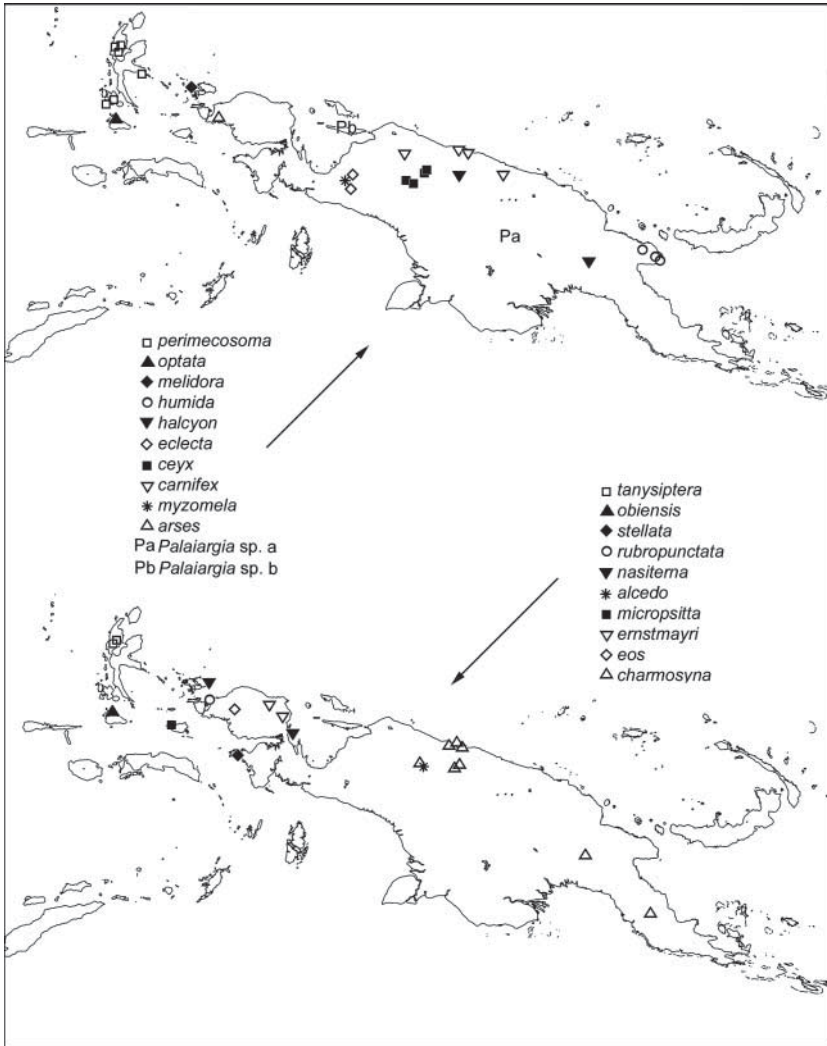 Pb
Pa
perimecosoma
optata
melidora
humida
halcyon
eclecta
ceyx
carnifex
myzomela
arses
Pa Palaiargia sp. a
Pb Palaiargia sp. b
tanysiptera
obiensis
stellata
rubropunctata
nasiterna
alcedo
micropsitta
ernstmayri
eos
charmosyna